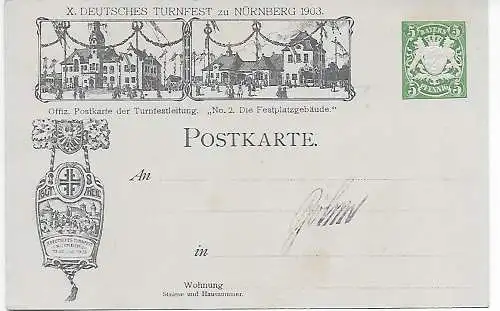 X. DEUTSCHES TURNFEST zu NÜRNBERG 1903.
BAYERN
5 5
PFENNIG
Offiz. Postkarte der Turnfestleitung. „No. 2. Die Festplatzgebäude.“
POSTKARTE.
An
in
Wohnung
Strasse und Hausnummer.